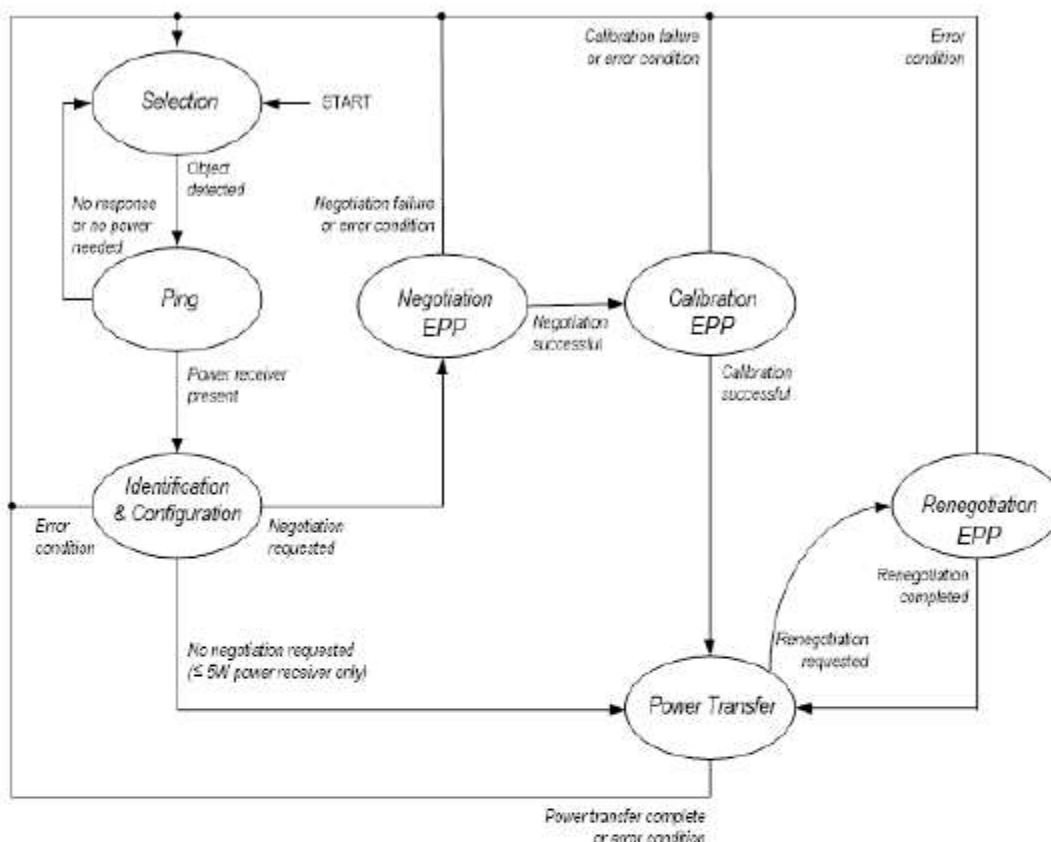 Calibration failure
or error condition
Error
condition
Selection
START
Object
detected
No response
or no power
needed
Negotiation failure
or error condition
Ping
Negotiation
EPP
Calibration
EPP
Negotiation
successful
Power receiver
present
Calibration
successful
Identification
& Configuration
Error
condition
Negotiation
requested
Renegotiation
EPP
Renegotiation
completed
No negotiation requested
(≤ 5W power receiver only)
Renegotiation
requested
Power Transfer
Power transfer complete
or error condition